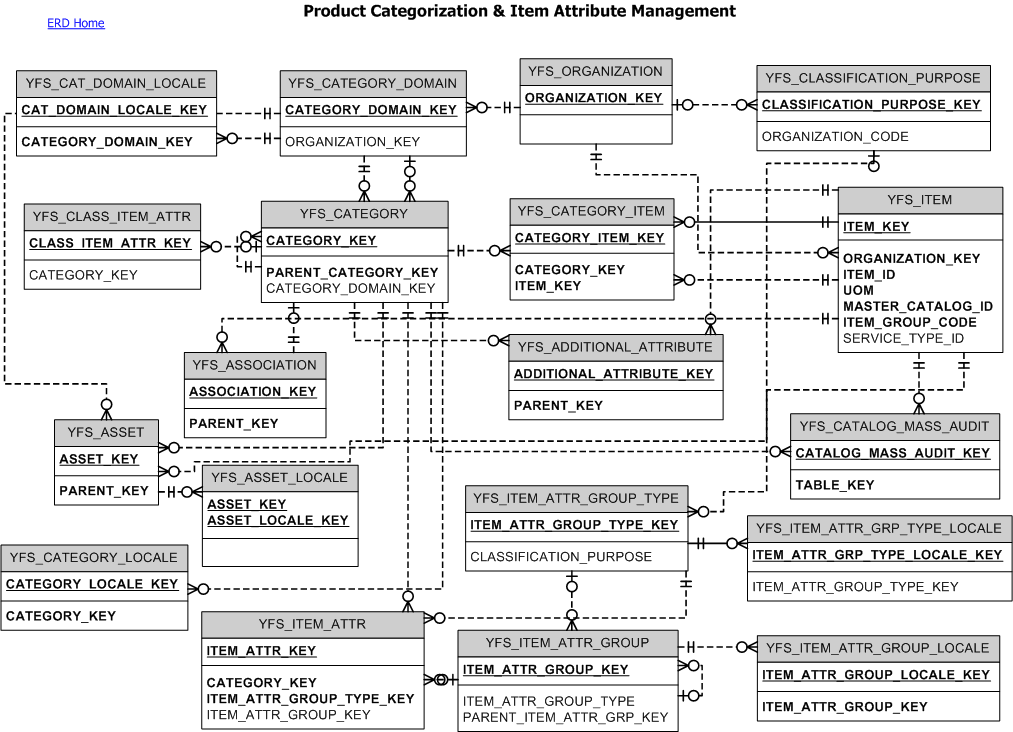 Product Categorization & Item Attribute Management
ERD Home
YFS_CAT_DOMAIN_LOCALE
CAT_DOMAIN_LOCALE_KEY
CATEGORY_DOMAIN_KEY
YFS_CATEGORY_DOMAIN
CATEGORY_DOMAIN_KEY
ORGANIZATION_KEY
YFS_ORGANIZATION
ORGANIZATION_KEY
YFS_CLASSIFICATION_PURPOSE
CLASSIFICATION_PURPOSE_KEY
ORGANIZATION_CODE
YFS_CLASS_ITEM_ATTR
CLASS_ITEM_ATTR_KEY
CATEGORY_KEY
YFS_CATEGORY
CATEGORY_KEY
PARENT_CATEGORY_KEY
CATEGORY_DOMAIN_KEY
YFS_CATEGORY_ITEM
CATEGORY_ITEM_KEY
CATEGORY_KEY
ITEM_KEY
YFS_ITEM
ITEM_KEY
ORGANIZATION_KEY
ITEM_ID
UOM
MASTER_CATALOG_ID
ITEM_GROUP_CODE
SERVICE_TYPE_ID
YFS_ASSOCIATION
ASSOCIATION_KEY
PARENT_KEY
YFS_ADDITIONAL_ATTRIBUTE
ADDITIONAL_ATTRIBUTE_KEY
PARENT_KEY
YFS_ASSET
ASSET_KEY
PARENT_KEY
YFS_CATALOG_MASS_AUDIT
CATALOG_MASS_AUDIT_KEY
TABLE_KEY
YFS_ASSET_LOCALE
ASSET_KEY
ASSET_LOCALE_KEY
YFS_ITEM_ATTR_GROUP_TYPE
ITEM_ATTR_GROUP_TYPE_KEY
CLASSIFICATION_PURPOSE
YFS_ITEM_ATTR_GRP_TYPE_LOCALE
ITEM_ATTR_GRP_TYPE_LOCALE_KEY
ITEM_ATTR_GROUP_TYPE_KEY
YFS_CATEGORY_LOCALE
CATEGORY_LOCALE_KEY
CATEGORY_KEY
YFS_ITEM_ATTR
ITEM_ATTR_KEY
CATEGORY_KEY
ITEM_ATTR_GROUP_TYPE_KEY
ITEM_ATTR_GROUP_KEY
YFS_ITEM_ATTR_GROUP
ITEM_ATTR_GROUP_KEY
ITEM_ATTR_GROUP_TYPE
PARENT_ITEM_ATTR_GRP_KEY
YFS_ITEM_ATTR_GROUP_LOCALE
ITEM_ATTR_GROUP_LOCALE_KEY
ITEM_ATTR_GROUP_KEY